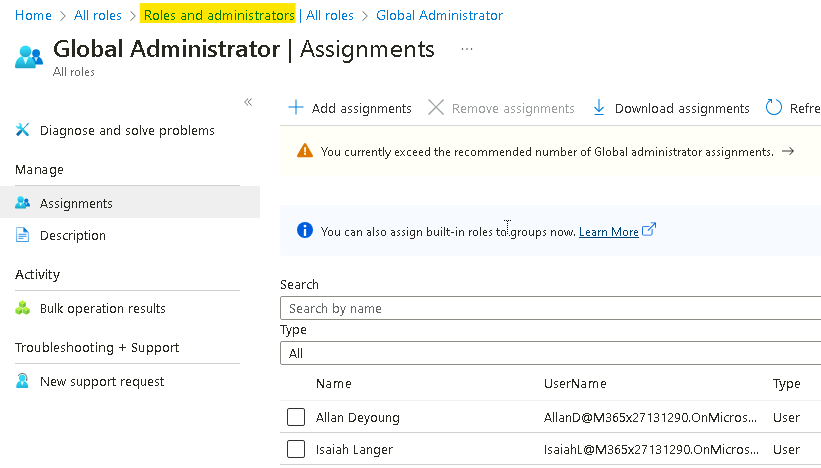 Home > All roles > Roles and administrators | All roles > Global Administrator
Global Administrator | Assignments ...
All roles
«
Diagnose and solve problems
Manage
Assignments
Description
Activity
Bulk operation results
Troubleshooting + Support
New support request
+ Add assignments × Remove assignments Download assignments Refre
You currently exceed the recommended number of Global administrator assignments. →
You can also assign built-in roles to groups now. Learn More
Search
Search by name
Type
All
Name UserName Type
Allan Deyoung AllanD@M365x27131290.OnMicros... User
Isaiah Langer IsaiahL@M365x27131290.OnMicros... User